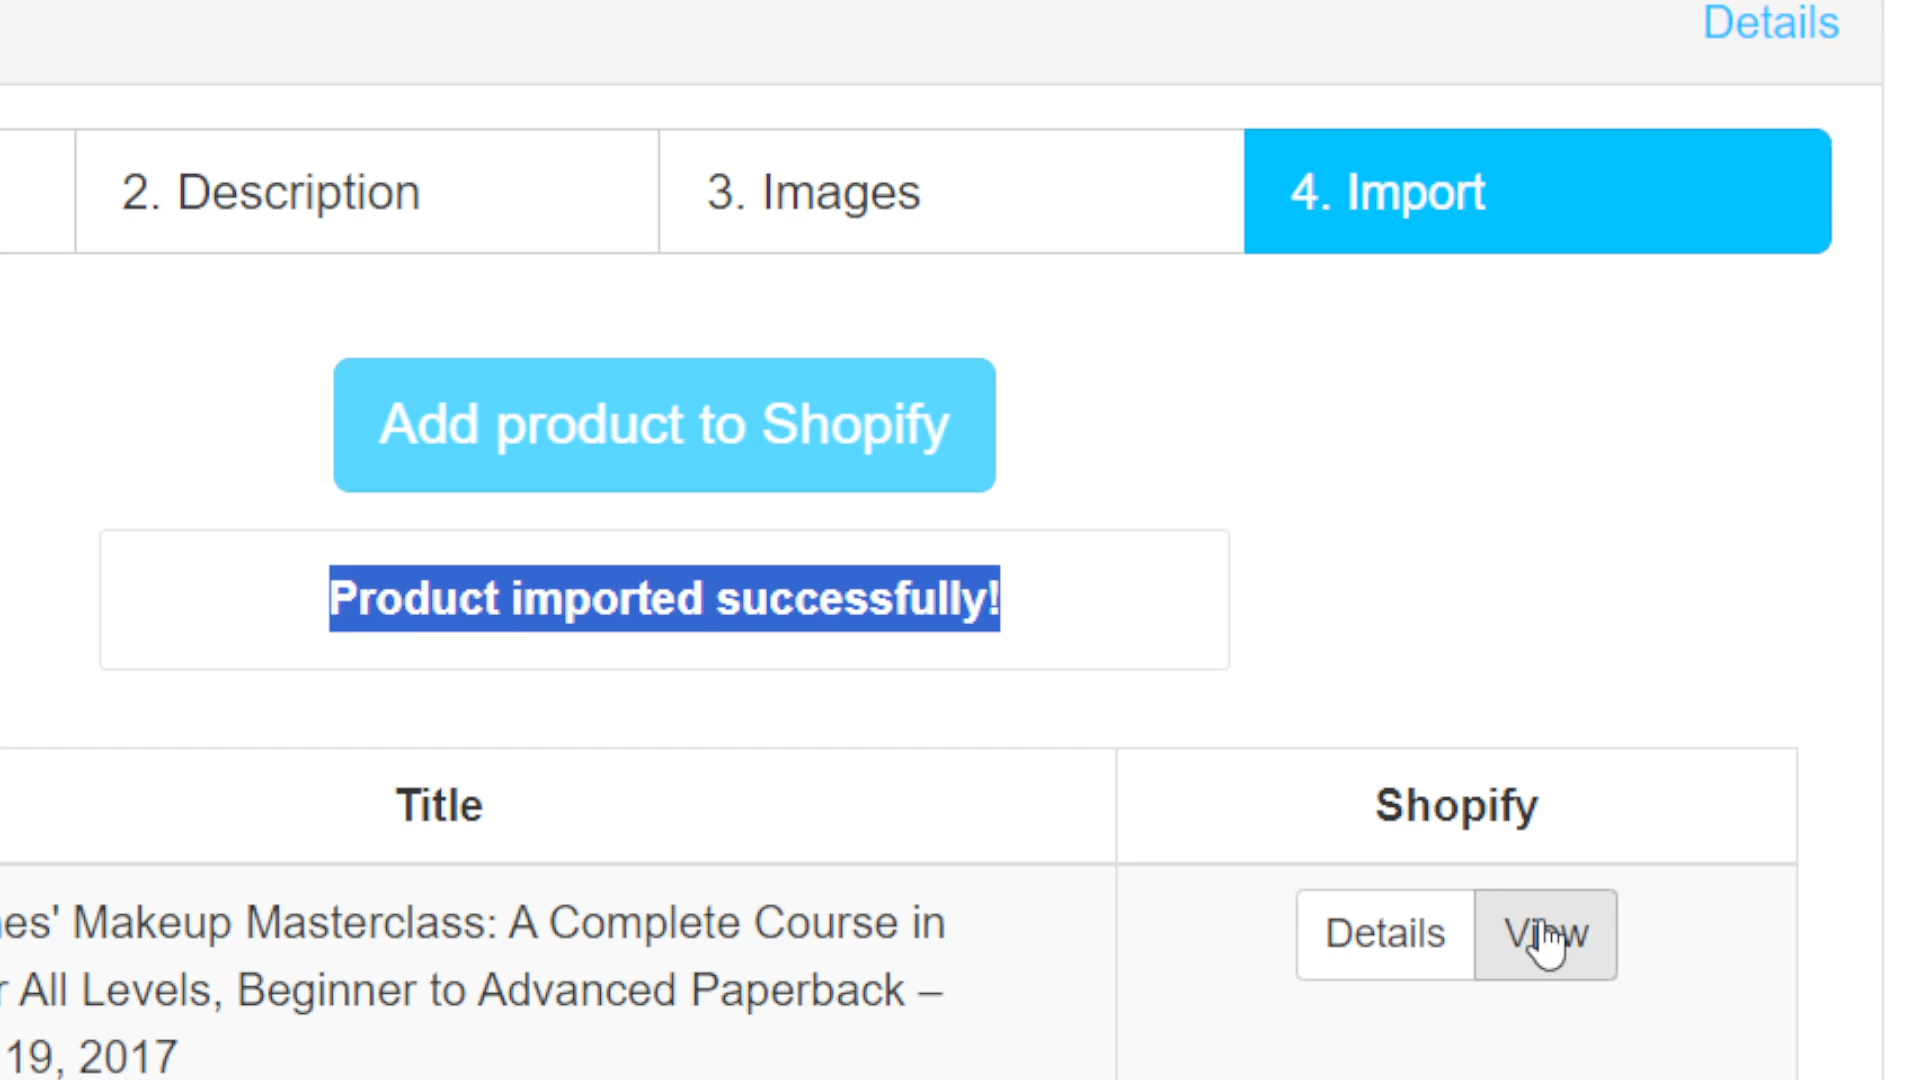 Details
2. Description
3. Images
4. Import
Add product to Shopify
Product imported successfully!
Title
Shopify
es' Makeup Masterclass: A Complete Course in
Details
View
r All Levels, Beginner to Advanced Paperback –
19, 2017